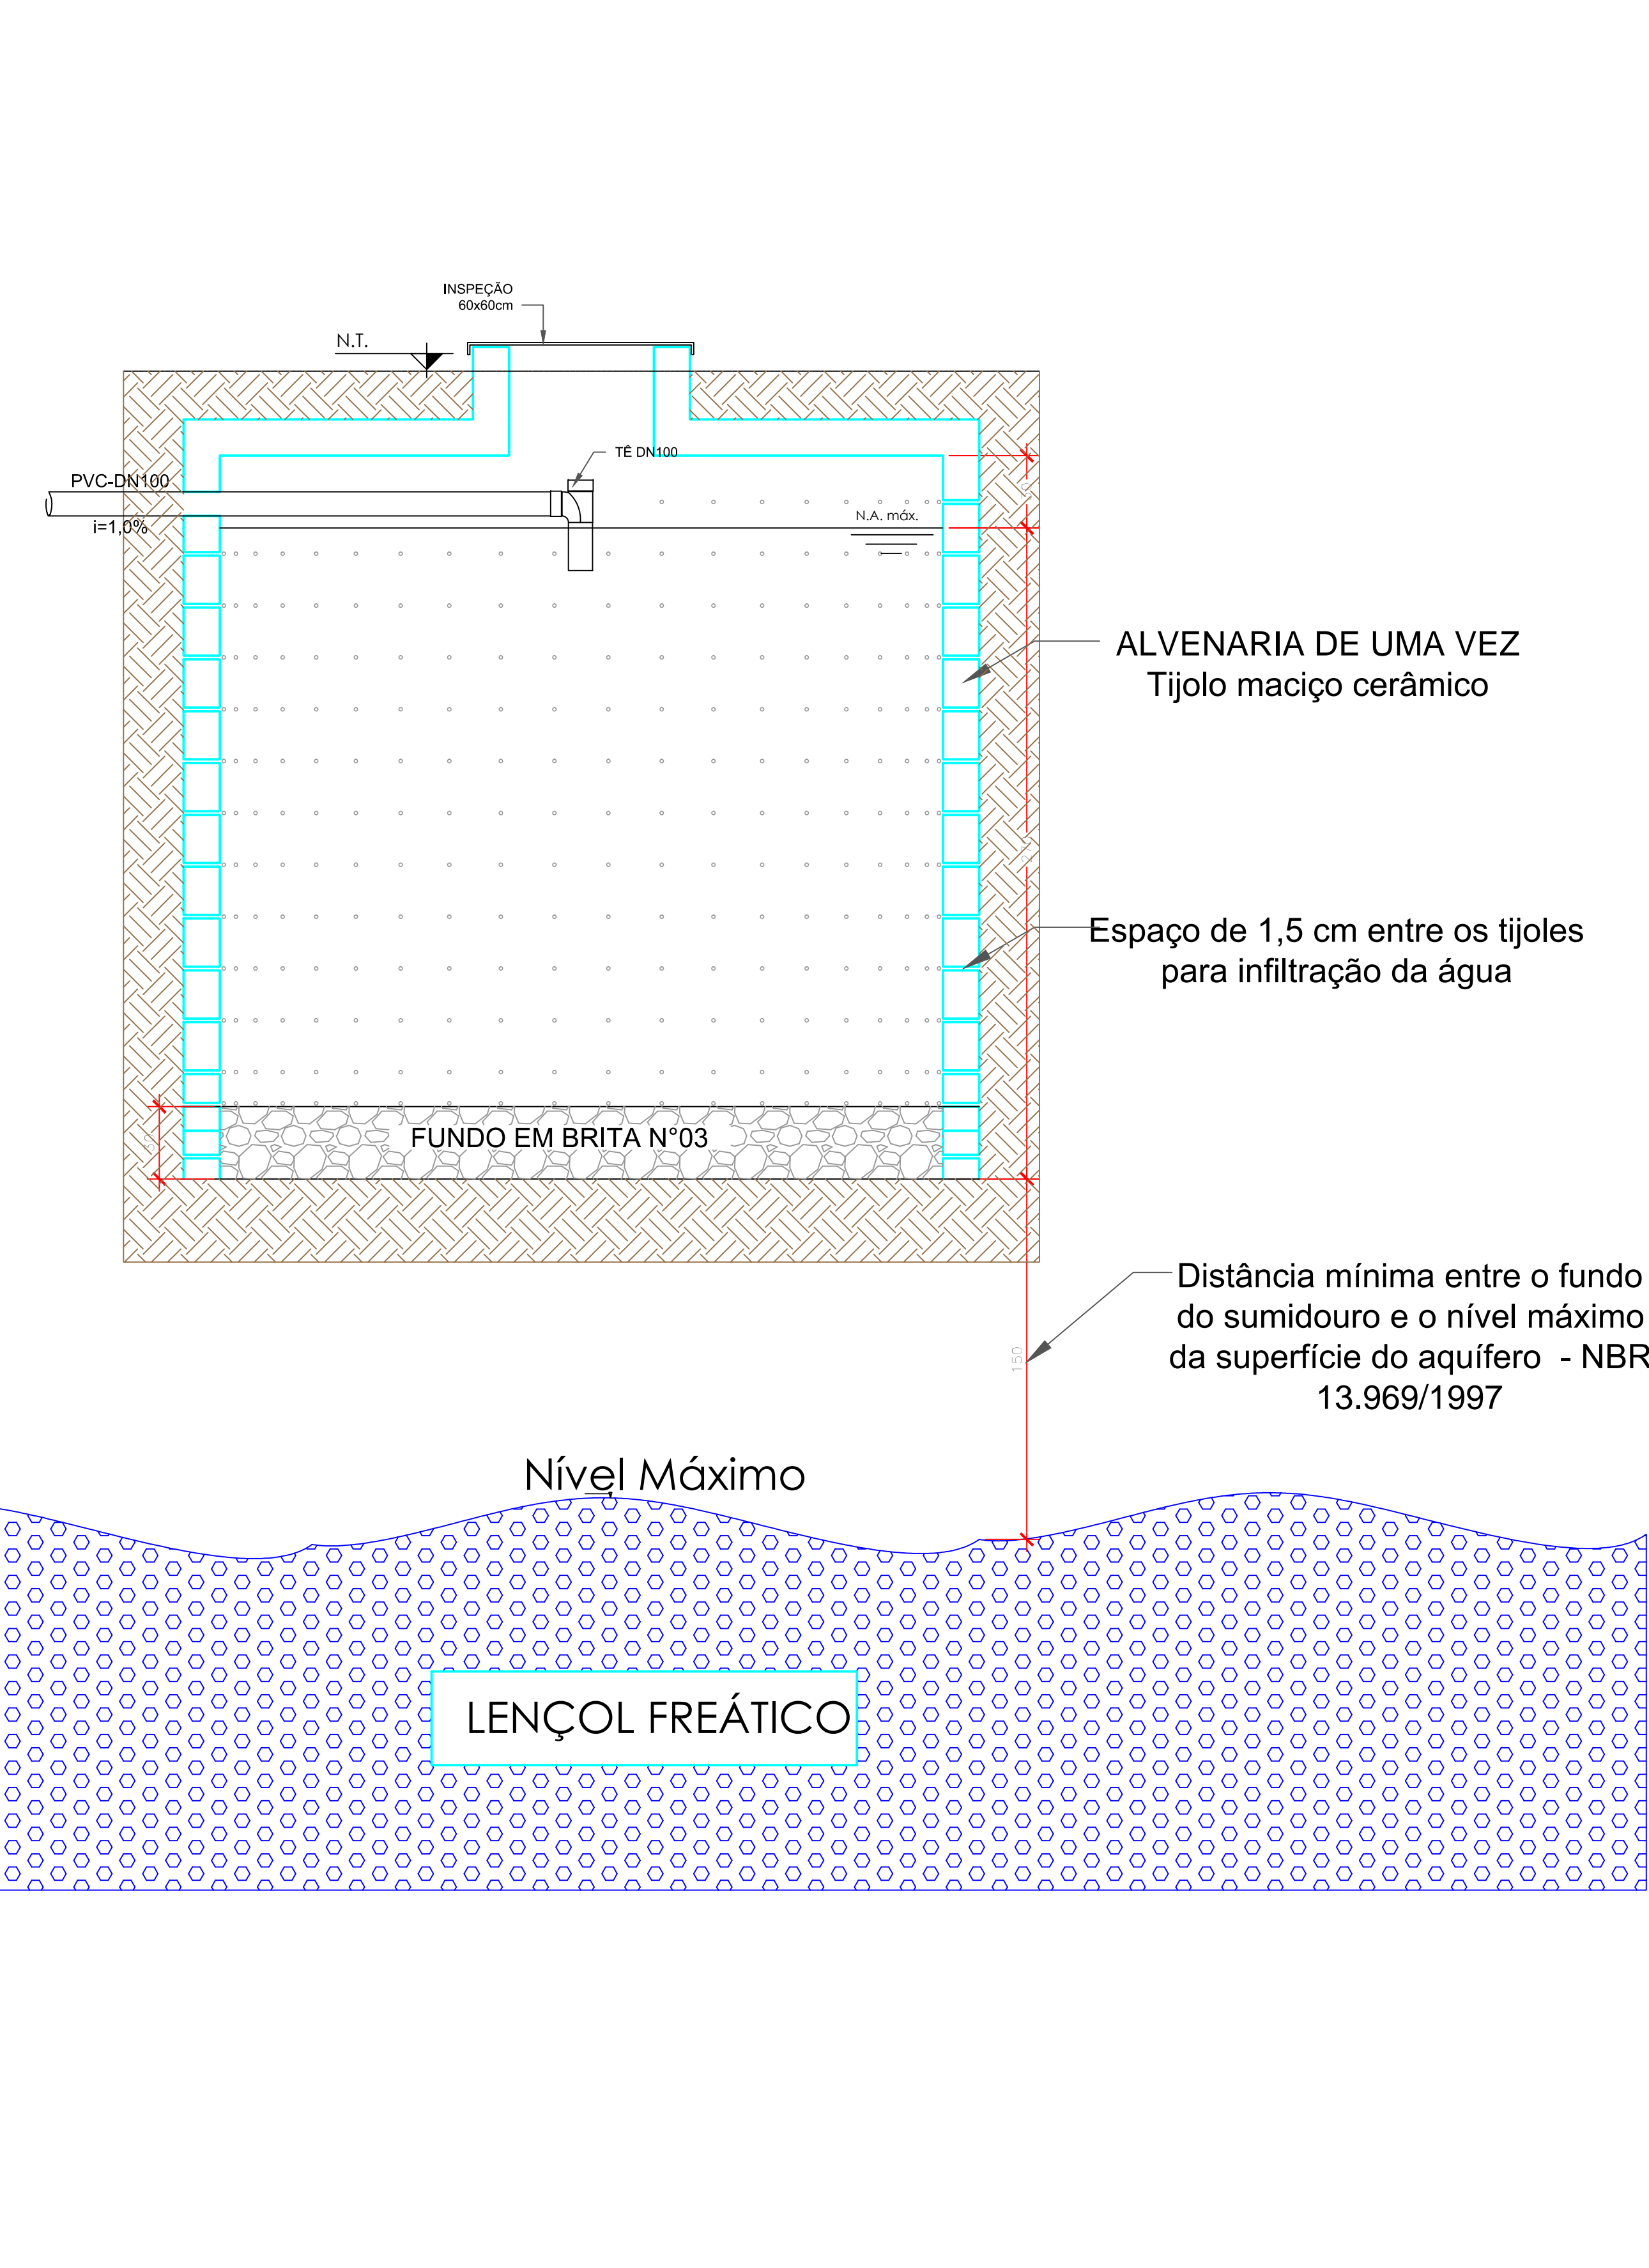 INSPEÇÃO
60x60cm
N.T.
TÊ DN100
PVC-DN100
i=1,0%
N.A. máx.
ALVENARIA DE UMA VEZ
Tijolo maciço cerâmico
Espaço de 1,5 cm entre os tijoles
para infiltração da água
FUNDO EM BRITA N°03
Distância mínima entre o fundo
do sumidouro e o nível máximo
da superfície do aquífero - NBR
13.969/1997
150
Nível Máximo
LENÇOL FREÁTICO